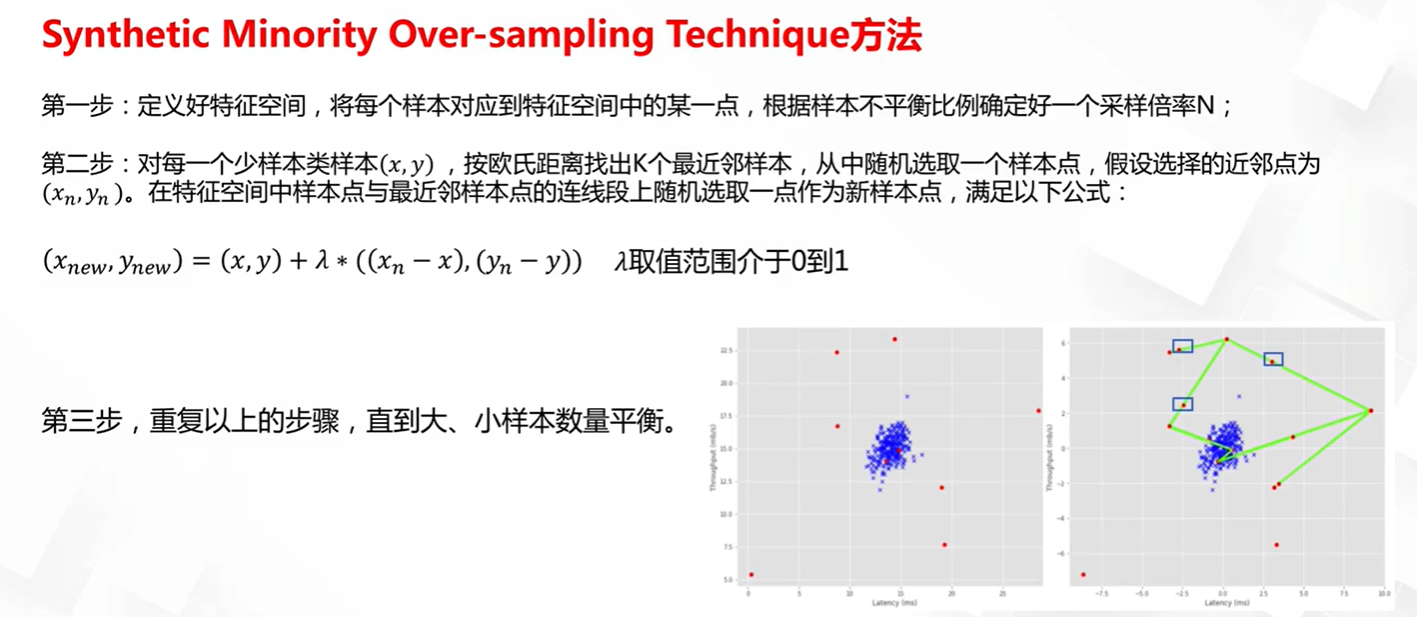 Synthetic Minority Over-sampling Technique方法
第一步：定义好特征空间，将每个样本对应到特征空间中的某一点，根据样本不平衡比例确定好一个采样倍率N；
第二步：对每一个少样本类样本(x, y) ，按欧氏距离找出K个最近邻样本，从中随机选取一个样本点，假设选择的近邻点为
(xₙ, yₙ )。在特征空间中样本点与最近邻样本点的连线段上随机选取一点作为新样本点，满足以下公式：
(x_new, y_new) = (x, y) + λ ∗ ((xₙ − x), (yₙ − y)) λ取值范围介于0到1
第三步，重复以上的步骤，直到大、小样本数量平衡。
Throughput (mb/s)
22.5
20.0
17.5
15.0
12.5
10.0
7.5
5.0
0 5 10 15 20 25
Latency (ms)
Throughput (mb/s)
6
4
2
0
−2
−4
−6
−7.5 −5.0 −2.5 0.0 2.5 5.0 7.5 10.0
Latency (ms)